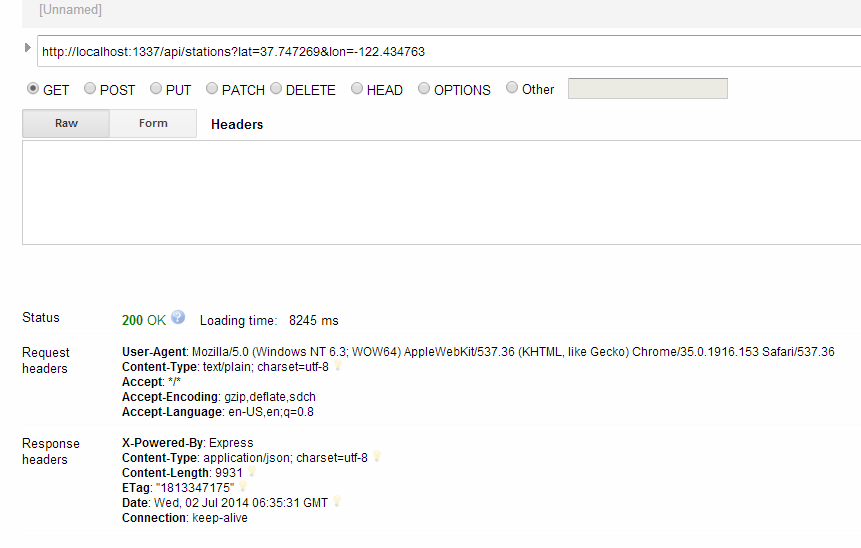 [Unnamed]
http://localhost:1337/api/stations?lat=37.747269&lon=-122.434763
GET POST PUT PATCH DELETE HEAD OPTIONS Other
Raw Form Headers
Status 200 OK ? Loading time: 8245 ms
Request headers
User-Agent: Mozilla/5.0 (Windows NT 6.3; WOW64) AppleWebKit/537.36 (KHTML, like Gecko) Chrome/35.0.1916.153 Safari/537.36
Content-Type: text/plain; charset=utf-8
Accept: */*
Accept-Encoding: gzip,deflate,sdch
Accept-Language: en-US,en;q=0.8
Response headers
X-Powered-By: Express
Content-Type: application/json; charset=utf-8
Content-Length: 9931
ETag: "1813347175"
Date: Wed, 02 Jul 2014 06:35:31 GMT
Connection: keep-alive